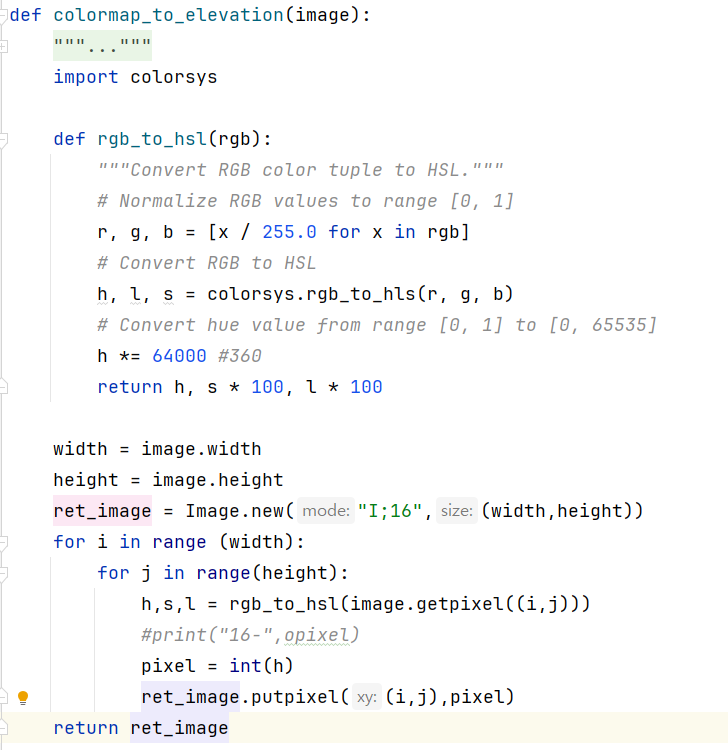 def colormap_to_elevation(image):
    """..."""
    import colorsys

    def rgb_to_hsl(rgb):
        """Convert RGB color tuple to HSL."""
        # Normalize RGB values to range [0, 1]
        r, g, b = [x / 255.0 for x in rgb]
        # Convert RGB to HSL
        h, l, s = colorsys.rgb_to_hls(r, g, b)
        # Convert hue value from range [0, 1] to [0, 65535]
        h *= 64000 #360
        return h, s * 100, l * 100

    width = image.width
    height = image.height
    ret_image = Image.new( mode: "I;16", size: (width,height))
    for i in range (width):
        for j in range(height):
            h,s,l = rgb_to_hsl(image.getpixel((i,j)))
            #print("16-",opixel)
            pixel = int(h)
            ret_image.putpixel( xy: (i,j),pixel)
    return ret_image